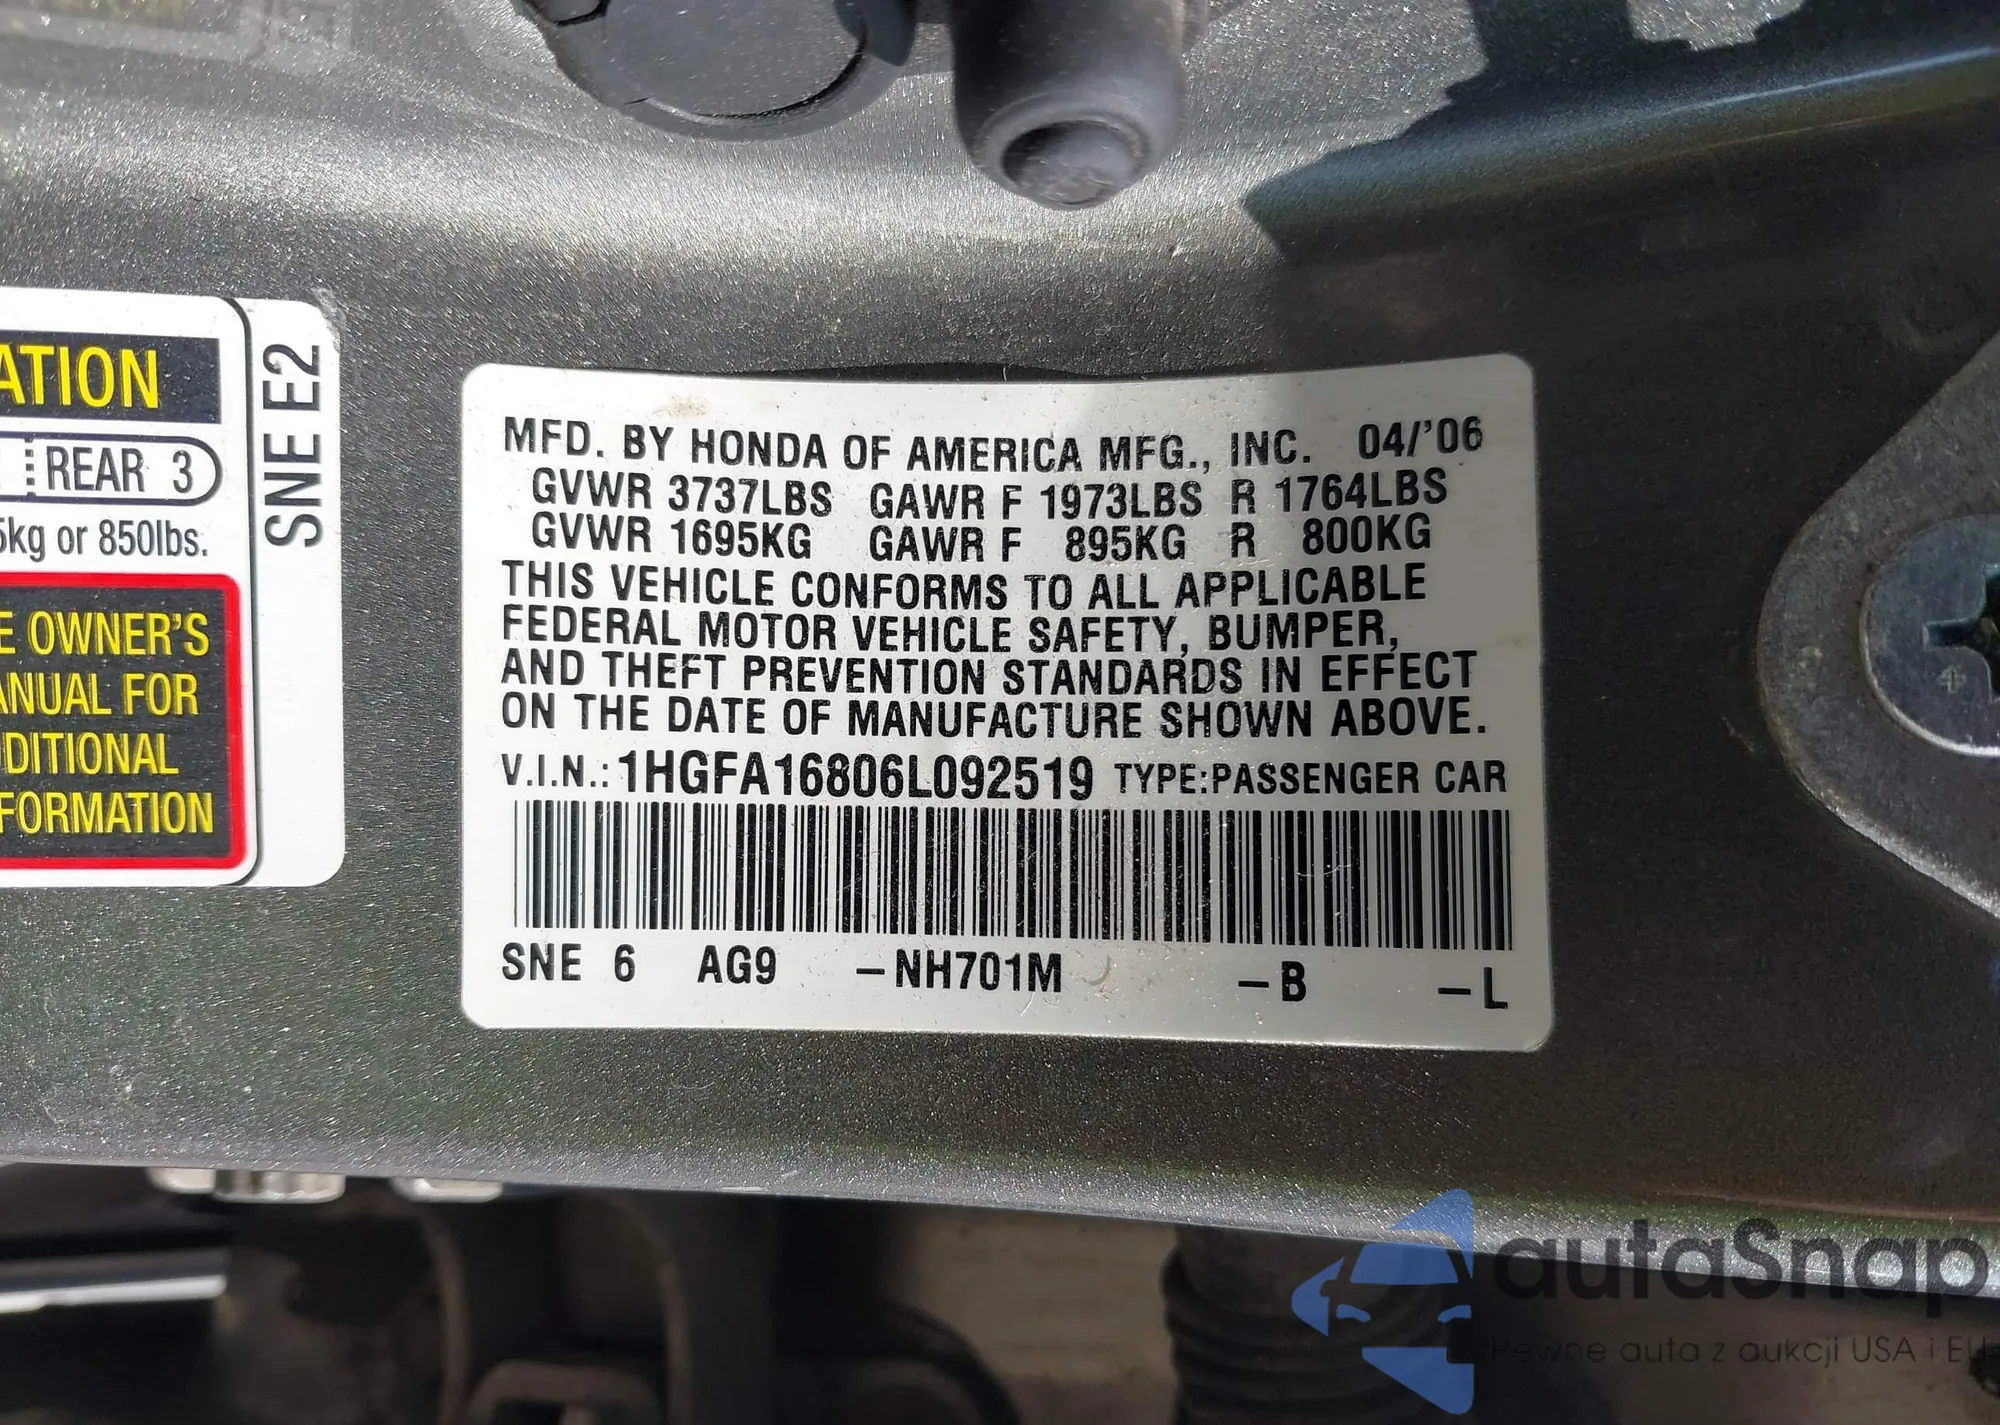 ATION
REAR 3
5kg or 850lbs.
E OWNER'S
ANUAL FOR
DDITIONAL
FORMATION
SNE E2
MFD. BY HONDA OF AMERICA MFG., INC. 04/'06
GVWR 3737LBS GAWR F 1973LBS R 1764LBS
GVWR 1695KG GAWR F 895KG R 800KG
THIS VEHICLE CONFORMS TO ALL APPLICABLE
FEDERAL MOTOR VEHICLE SAFETY, BUMPER,
AND THEFT PREVENTION STANDARDS IN EFFECT
ON THE DATE OF MANUFACTURE SHOWN ABOVE.
V.I.N.: 1HGFA16806L092519 TYPE:PASSENGER CAR
SNE 6 AG9 -NH701M -B -L
autaSnap
Pewne auta z aukcji USA i EU